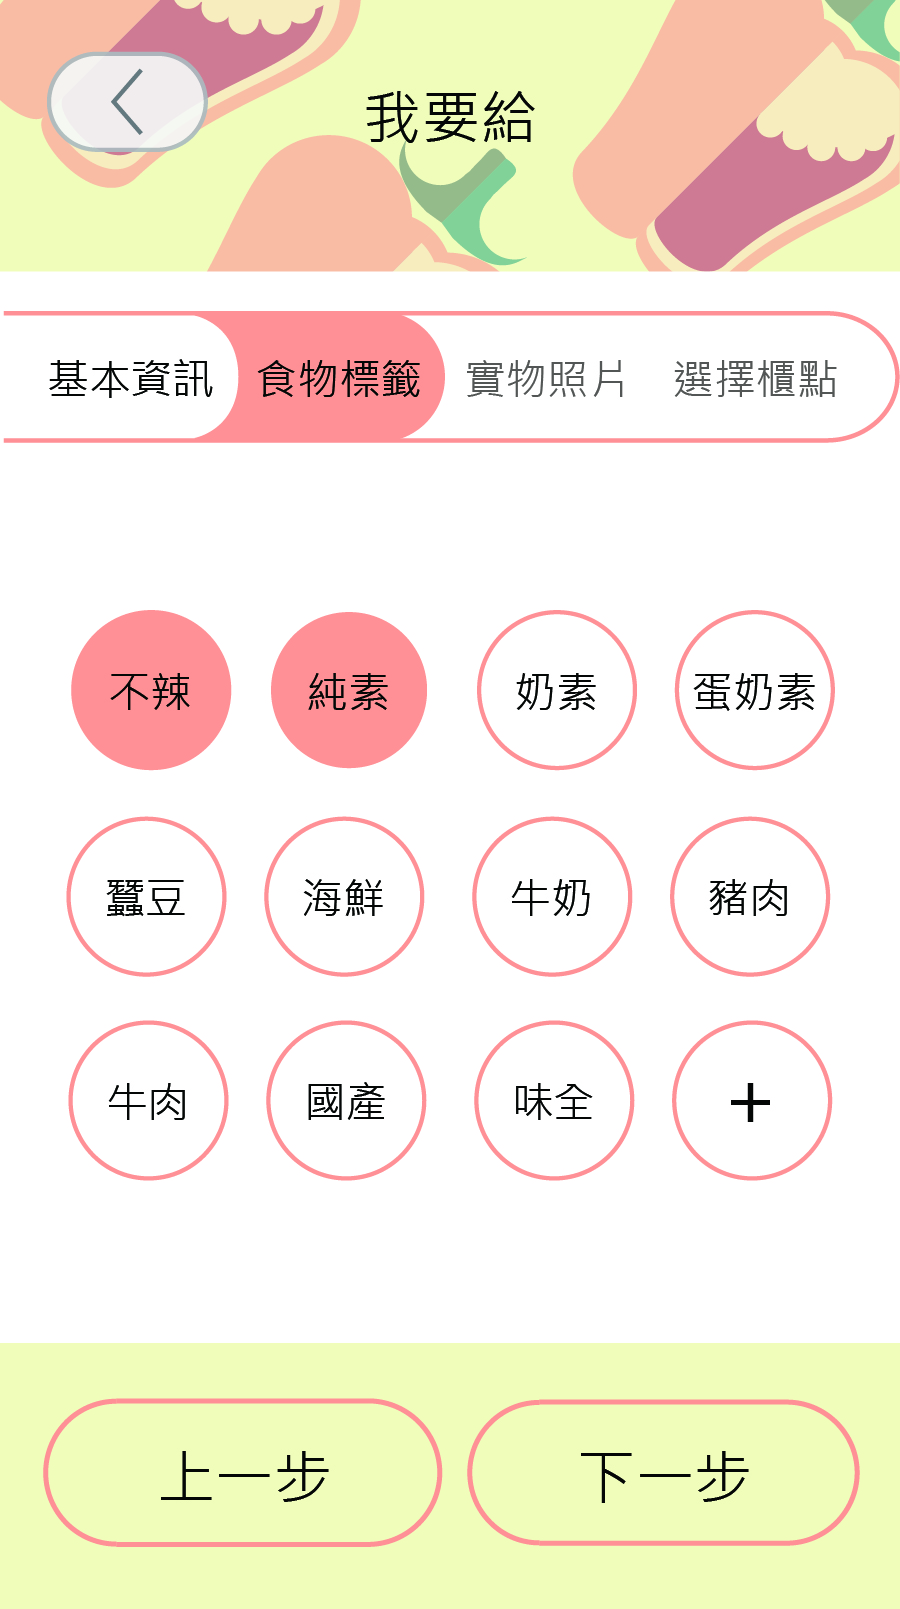 我要給
基本資訊 食物標籤 實物照片 選擇櫃點
不辣 純素 奶素 蛋奶素
蠶豆 海鮮 牛奶 豬肉
牛肉 國產 味全 +
上一步 下一步